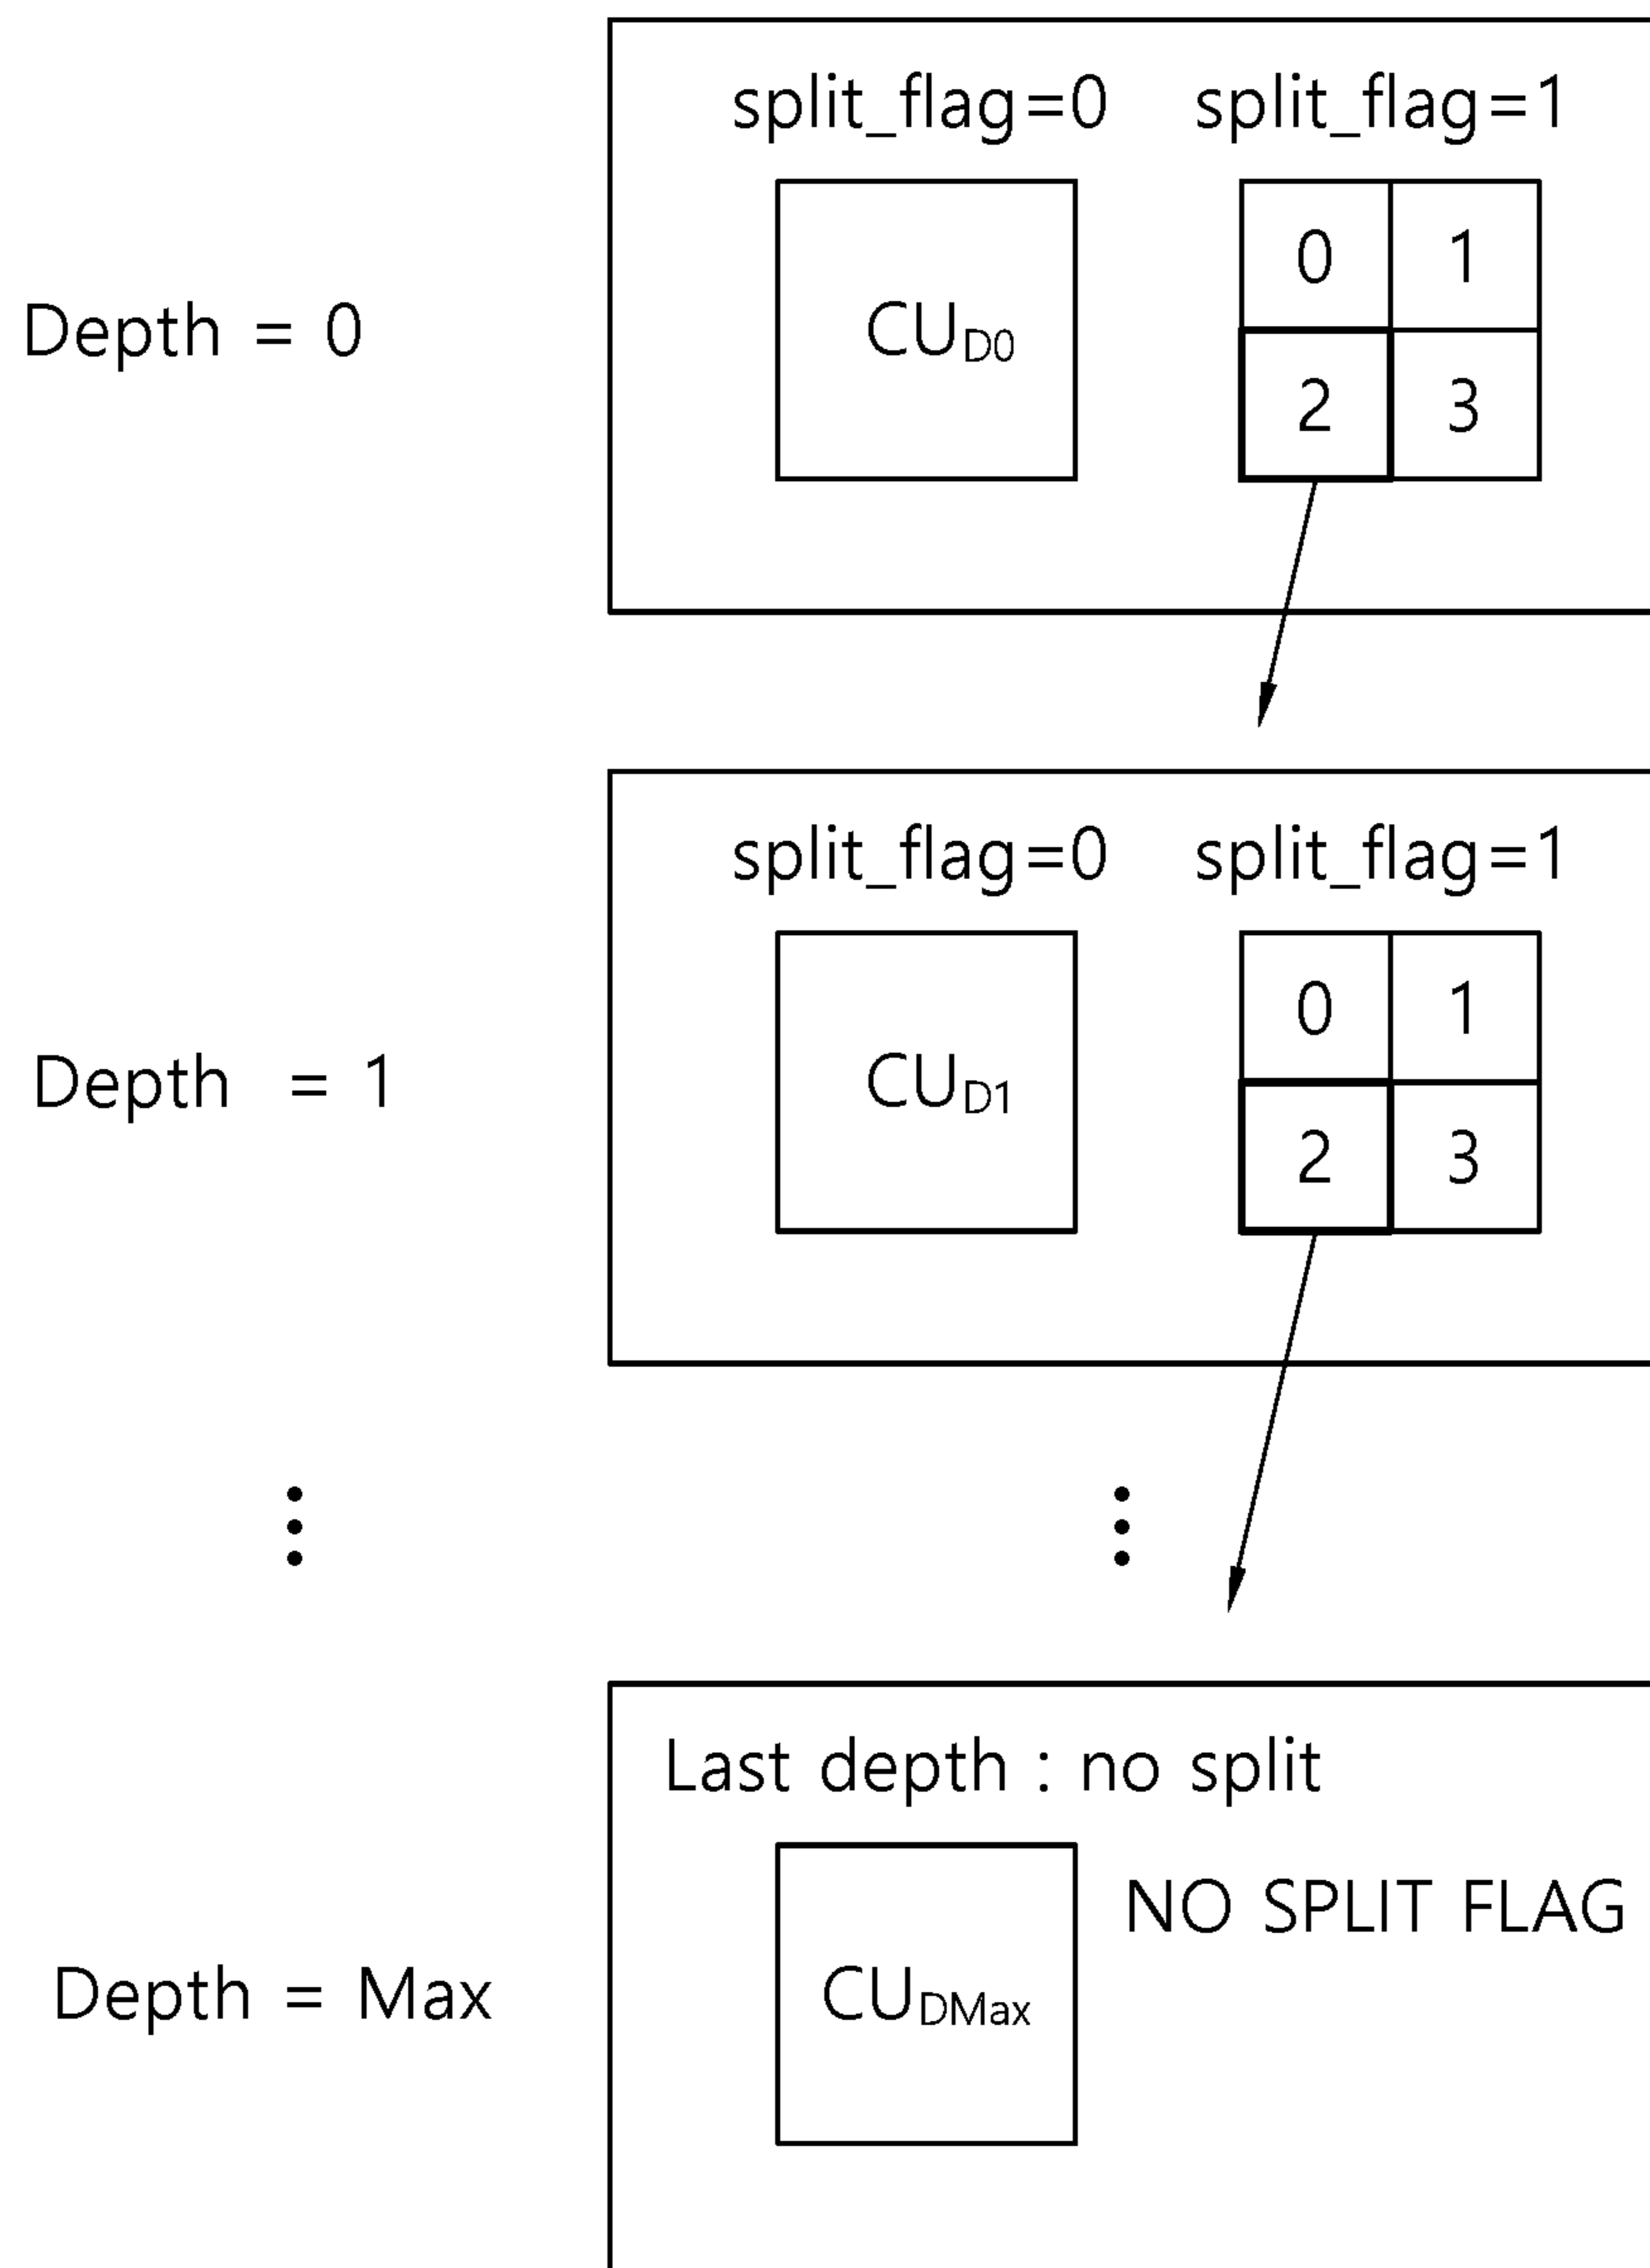 split_flag=0 split_flag=1
0 1
Depth = 0
CUD0
2 3
split_flag=0 split_flag=1
0 1
Depth = 1
CUD1
2 3
Last depth : no split
NO SPLIT FLAG
Depth = Max
CUDMax